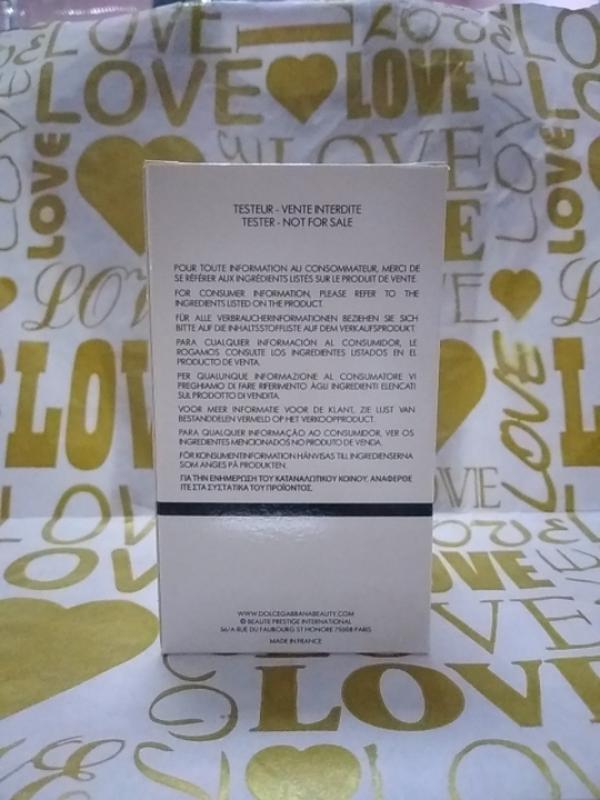 TESTEUR - VENTE INTERDITE
TESTER - NOT FOR SALE
POUR TOUTE INFORMATION AU CONSOMMATEUR, MERCI DE
SE RÉFÉRER AUX INGRÉDIENTS LISTÉS SUR LE PRODUIT DE VENTE.
FOR CONSUMER INFORMATION, PLEASE REFER TO THE
INGREDIENTS LISTED ON THE PRODUCT.
FÜR ALLE VERBRAUCHERINFORMATIONEN BEZIEHEN SIE SICH
BITTE AUF DIE INHALTSSTOFFLISTE AUF DEM VERKAUFSPRODUKT.
PARA CUALQUIER INFORMACIÓN AL CONSUMIDOR, LE
ROGAMOS CONSULTE LOS INGREDIENTES LISTADOS EN EL
PRODUCTO DE VENTA.
PER QUALUNQUE INFORMAZIONE AL CONSUMATORE VI
PREGHIAMO DI FARE RIFERIMENTO AGLI INGREDIENTI ELENCATI
SUL PRODOTTO DI VENDITA.
VOOR MEER INFORMATIE VOOR DE KLANT, ZIE LIJST VAN
BESTANDDELEN VERMELD OP HET VERKOOPPRODUCT.
PARA QUALQUER INFORMAÇÃO AO CONSUMIDOR, VER OS
INGREDIENTES MENCIONADOS NO PRODUTO DE VENDA.
FÖR KONSUMENTINFORMATION HÄNVISAS TILL INGREDIENSERNA
SOM ANGES PÅ PRODUKTEN.
ΓΙΑ ΤΗΝ ΕΝΗΜΕΡΩΣΗ ΤΟΥ ΚΑΤΑΝΑΛΩΤΙΚΟΥ ΚΟΙΝΟΥ, ΑΝΑΦΕΡΘΕ
ΙΤΕ ΣΤΑ ΣΥΣΤΑΤΙΚΑ ΤΟΥ ΠΡΟΪΟΝΤΟΣ.
WWW.DOLCEGABBANABEAUTY.COM
© BEAUTE PRESTIGE INTERNATIONAL
56/A RUE DU FAUBOURG ST HONORE 75008 PARIS
MADE IN FRANCE
LOVE
LOVE
LOVE
LOVE
LOVE
LOVE
LOVE